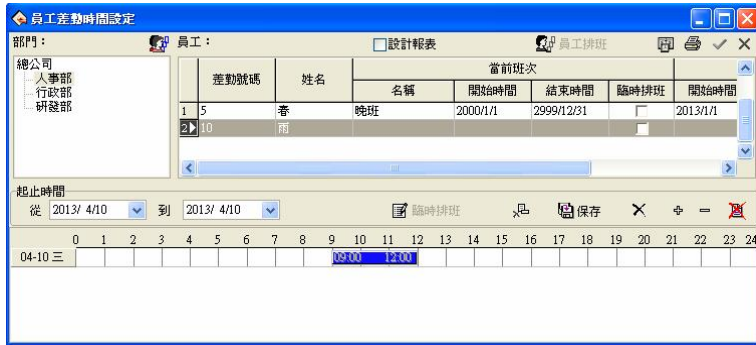 員工差勤時間設定
部門：
員工：
設計報表
員工排班
總公司
人事部
行政部
研發部
差勤號碼 姓名 當前班次
名稱 開始時間 結束時間 臨時排班 開始時間
1 5 春 晚班 2000/1/1 2999/12/31 2013/1/1
2 10 雨
起止時間
從 2013/ 4/10 到 2013/ 4/10 臨時排班 保存
0 1 2 3 4 5 6 7 8 9 10 11 12 13 14 15 16 17 18 19 20 21 22 23 24
04-10 三 09:00 12:00